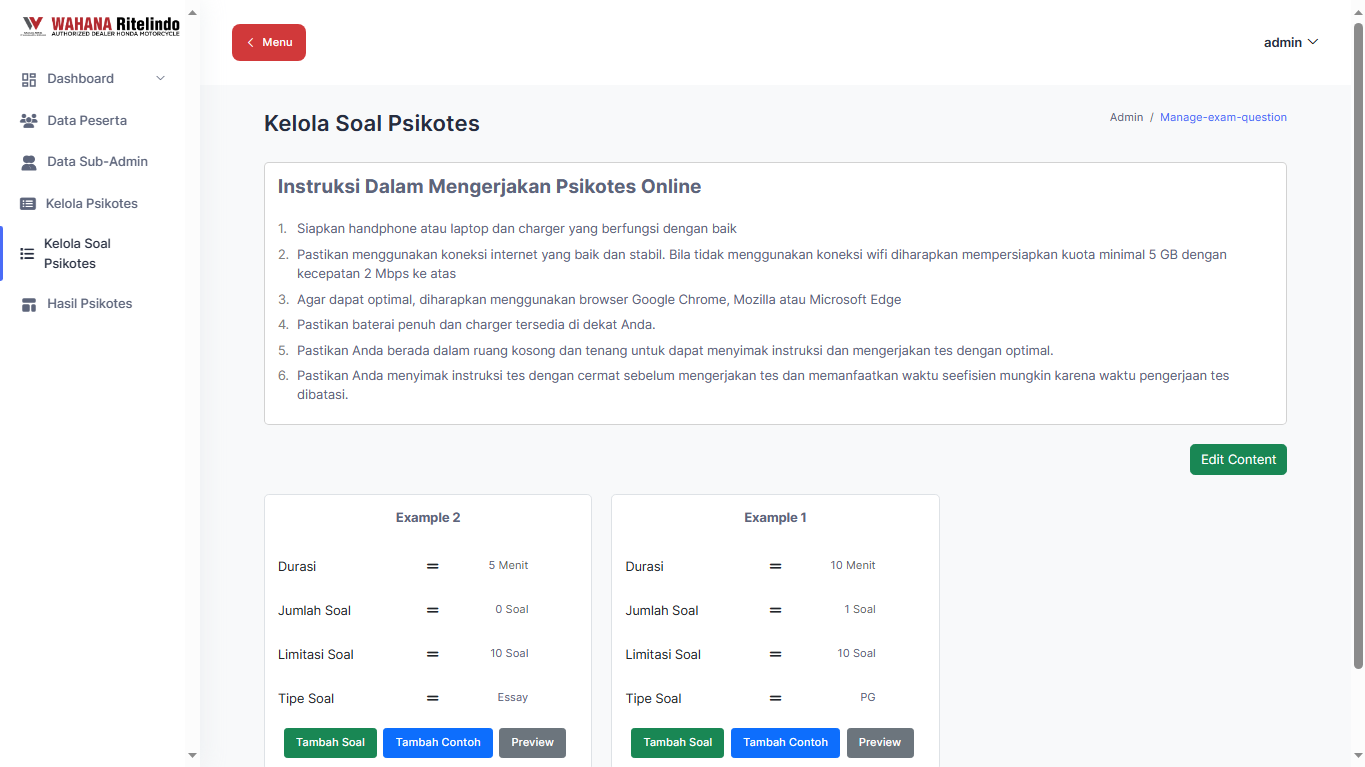 WAHANA Ritelindo
AUTHORIZED DEALER HONDA MOTORCYCLE
Menu
admin
Dashboard
Data Peserta
Data Sub-Admin
Kelola Psikotes
Kelola Soal
Psikotes
Hasil Psikotes
Kelola Soal Psikotes
Admin / Manage-exam-question
Instruksi Dalam Mengerjakan Psikotes Online
1. Siapkan handphone atau laptop dan charger yang berfungsi dengan baik
2. Pastikan menggunakan koneksi internet yang baik dan stabil. Bila tidak menggunakan koneksi wifi diharapkan mempersiapkan kuota minimal 5 GB dengan
kecepatan 2 Mbps ke atas
3. Agar dapat optimal, diharapkan menggunakan browser Google Chrome, Mozilla atau Microsoft Edge
4. Pastikan baterai penuh dan charger tersedia di dekat Anda.
5. Pastikan Anda berada dalam ruang kosong dan tenang untuk dapat menyimak instruksi dan mengerjakan tes dengan optimal.
6. Pastikan Anda menyimak instruksi tes dengan cermat sebelum mengerjakan tes dan memanfaatkan waktu seefisien mungkin karena waktu pengerjaan tes
dibatasi.
Edit Content
Example 2
Durasi = 5 Menit
Jumlah Soal = 0 Soal
Limitasi Soal = 10 Soal
Tipe Soal = Essay
Tambah Soal Tambah Contoh Preview
Example 1
Durasi = 10 Menit
Jumlah Soal = 1 Soal
Limitasi Soal = 10 Soal
Tipe Soal = PG
Tambah Soal Tambah Contoh Preview